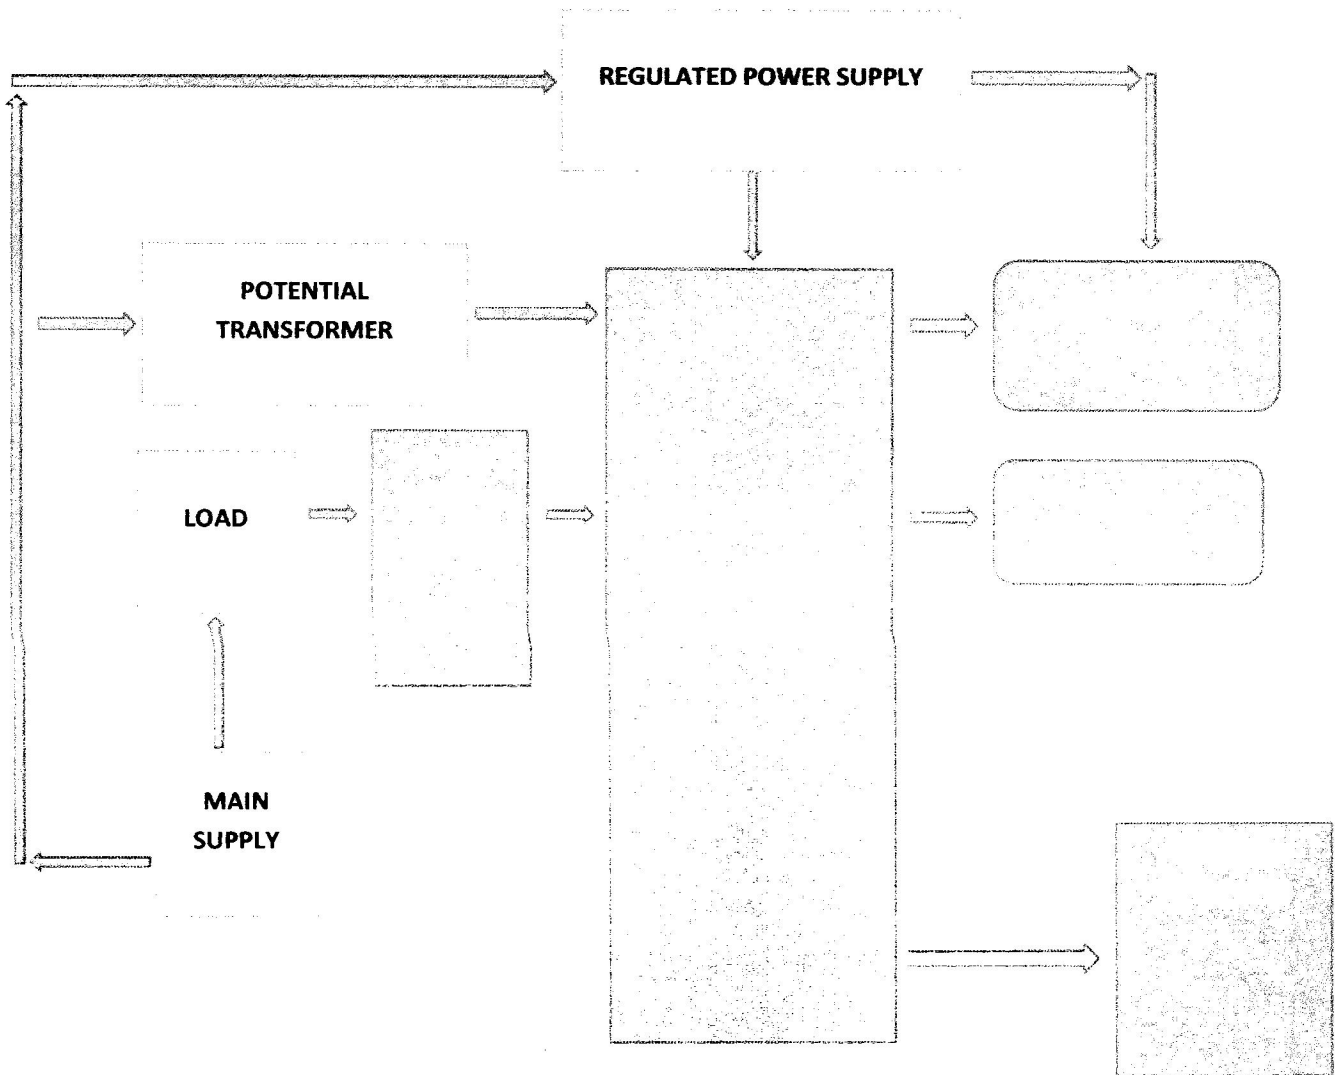 REGULATED POWER SUPPLY
POTENTIAL
TRANSFORMER
LOAD
MAIN
SUPPLY